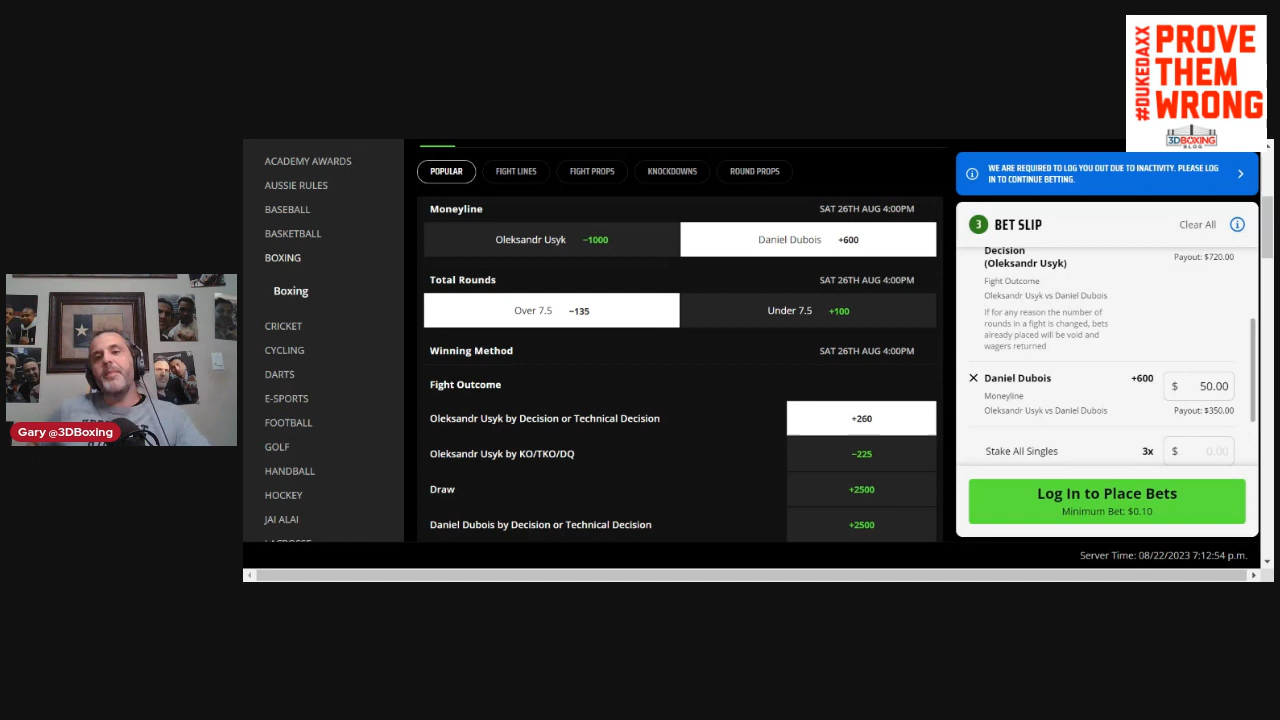 #DUKEDAXX
PROVE
THEM
WRONG
3DBOXING
BLOG
Gary @3DBoxing
ACADEMY AWARDS
AUSSIE RULES
BASEBALL
BASKETBALL
BOXING
Boxing
CRICKET
CYCLING
DARTS
E-SPORTS
FOOTBALL
GOLF
HANDBALL
HOCKEY
JAI ALAI
LACROSSE
POPULAR FIGHT LINES FIGHT PROPS KNOCKDOWNS ROUND PROPS
Moneyline SAT 26TH AUG 4:00PM
Oleksandr Usyk −1000 Daniel Dubois +600
Total Rounds SAT 26TH AUG 4:00PM
Over 7.5 −135 Under 7.5 +100
Winning Method SAT 26TH AUG 4:00PM
Fight Outcome
Oleksandr Usyk by Decision or Technical Decision +260
Oleksandr Usyk by KO/TKO/DQ −225
Draw +2500
Daniel Dubois by Decision or Technical Decision +2500
WE ARE REQUIRED TO LOG YOU OUT DUE TO INACTIVITY. PLEASE LOG
IN TO CONTINUE BETTING.
3 BET SLIP Clear All
Decision
(Oleksandr Usyk) Payout: $720.00
Fight Outcome
Oleksandr Usyk vs Daniel Dubois
If for any reason the number of
rounds in a fight is changed, bets
already placed will be void and
wagers returned
Daniel Dubois +600 $ 50.00
Moneyline
Oleksandr Usyk vs Daniel Dubois Payout: $350.00
Stake All Singles 3x $ 0.00
Log In to Place Bets
Minimum Bet: $0.10
Server Time: 08/22/2023 7:12:54 p.m.